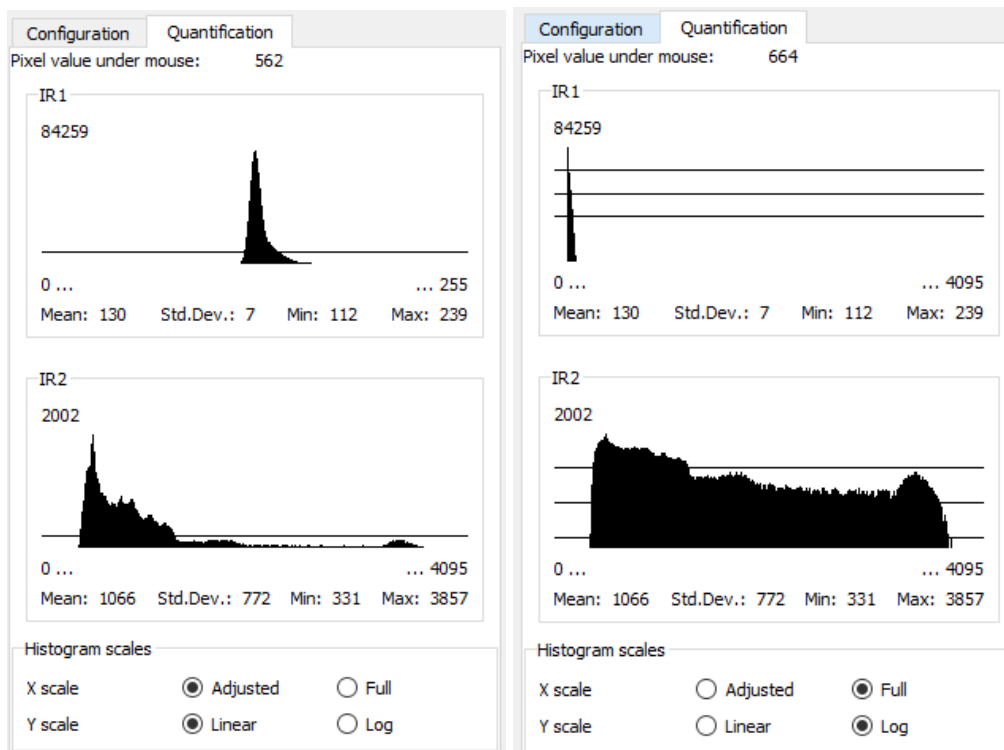 Configuration Quantification
Pixel value under mouse: 562
IR1
84259
0 ... ... 255
Mean: 130 Std.Dev.: 7 Min: 112 Max: 239
IR2
2002
0 ... ... 4095
Mean: 1066 Std.Dev.: 772 Min: 331 Max: 3857
Histogram scales
X scale Adjusted Full
Y scale Linear Log
Configuration Quantification
Pixel value under mouse: 664
IR1
84259
0 ... ... 4095
Mean: 130 Std.Dev.: 7 Min: 112 Max: 239
IR2
2002
0 ... ... 4095
Mean: 1066 Std.Dev.: 772 Min: 331 Max: 3857
Histogram scales
X scale Adjusted Full
Y scale Linear Log